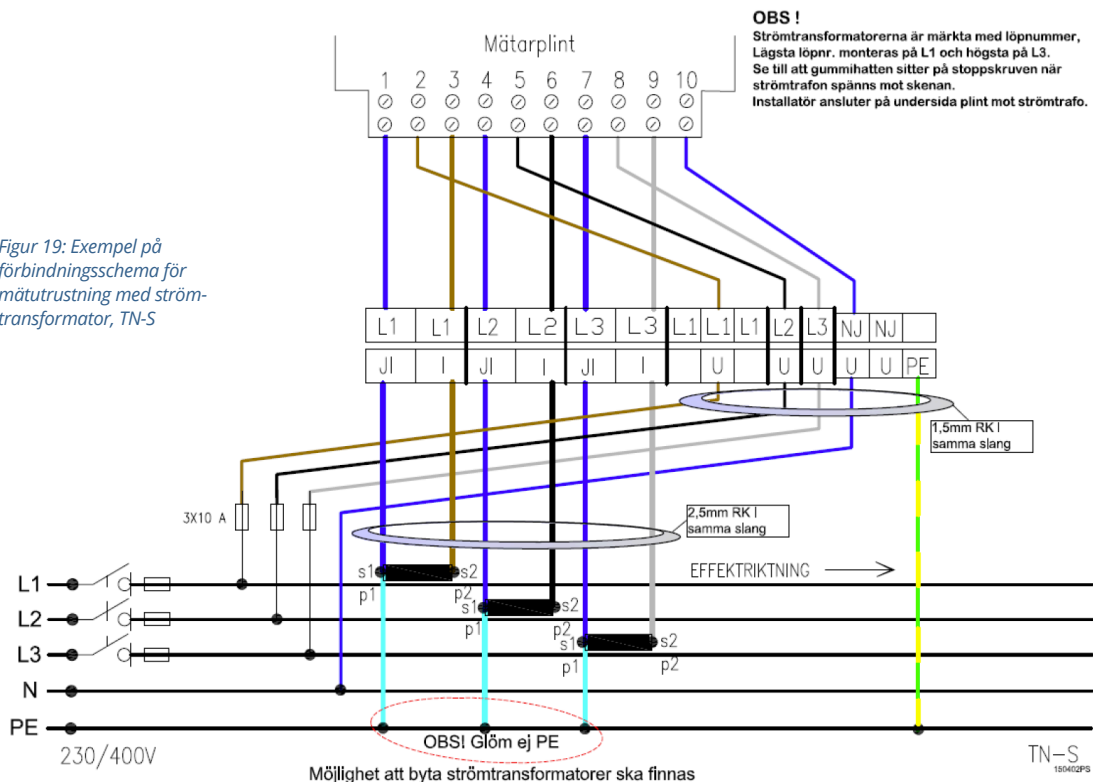 OBS !
Strömtransformatorerna är märkta med löpnummer,
Lägsta löpnr. monteras på L1 och högsta på L3.
Se till att gummihatten sitter på stoppskruven när
strömtrafon spänns mot skenan.
Installatör ansluter på undersida plint mot strömtrafo.
Mätarplint
1 2 3 4 5 6 7 8 9 10
Figur 19: Exempel på
förbindningsschema för
mätutrustning med ström-
transformator, TN-S
L1 L1 L2 L2 L3 L3 L1 L1 L1 L2 L3 NJ NJ
JI I JI I JI I U U U U U PE
1,5mm RK I
samma slang
3X10 A
2,5mm RK I
samma slang
EFFEKTRIKTNING
s1 s2
L1
p1 p2
s1 s2
L2
p1 p2
s1 s2
L3
p1 p2
N
PE
OBS! Glöm ej PE
230/400V
TN-S
150402PS
Möjlighet att byta strömtransformatorer ska finnas